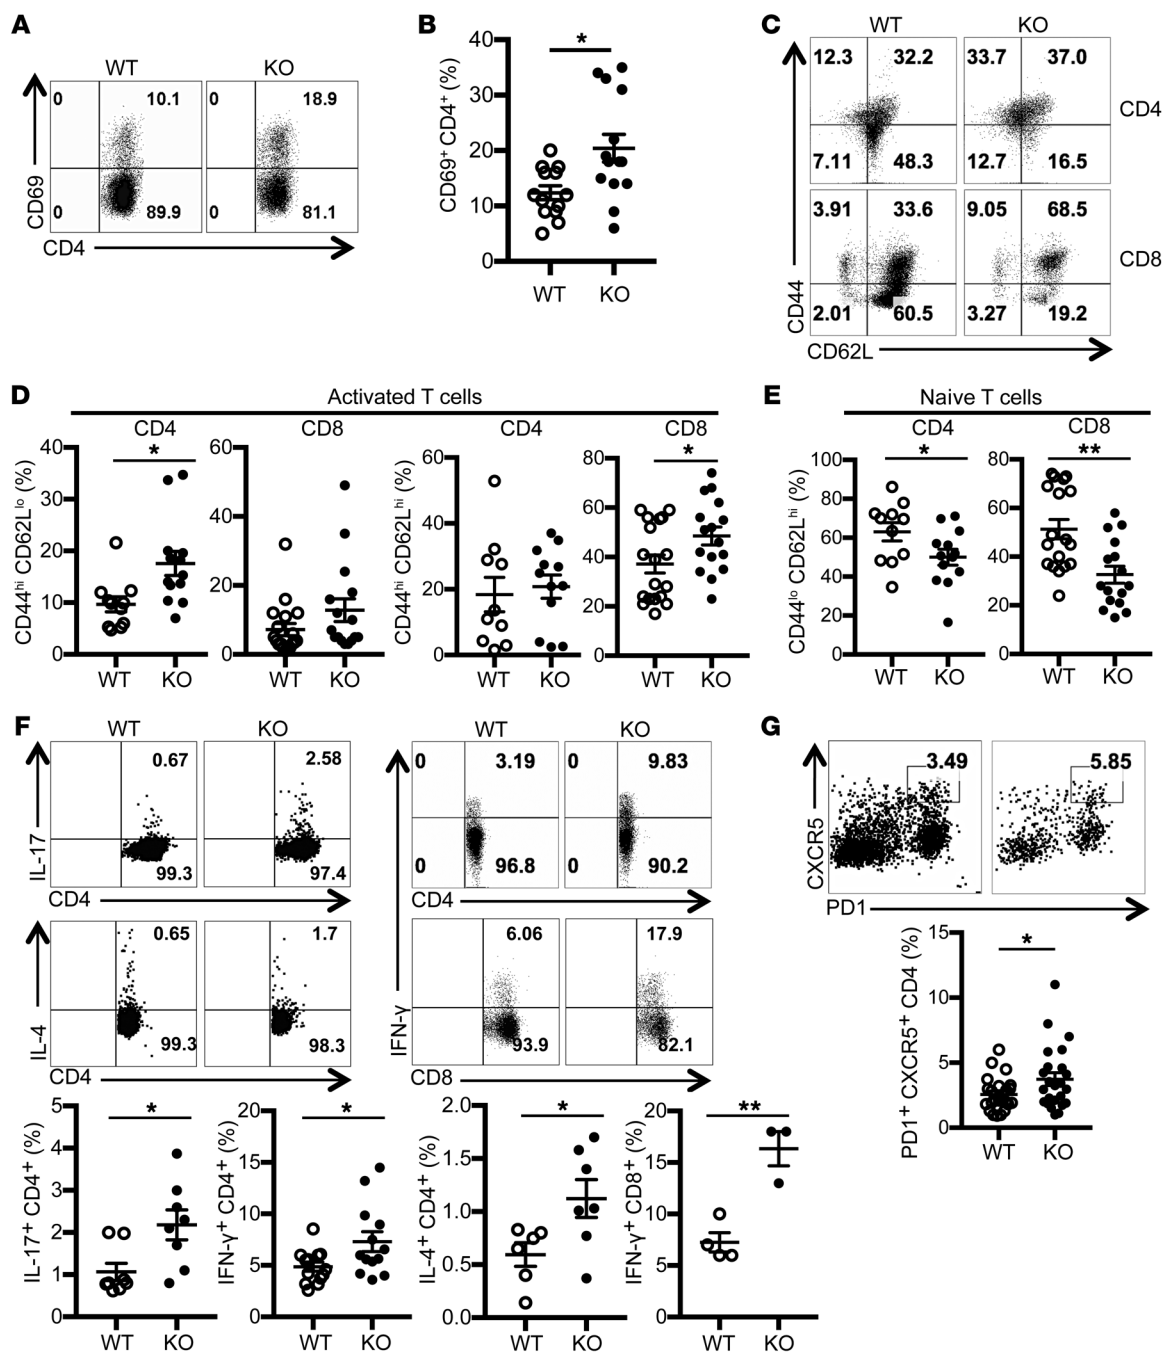 A
WT KO
0 10.1 0 18.9
0 89.9 0 81.1
CD69
CD4
B
*
CD69⁺ CD4⁺ (%)
40
30
20
10
0
WT KO
C
WT KO
12.3 32.2 33.7 37.0
CD4
7.11 48.3 12.7 16.5
3.91 33.6 9.05 68.5
CD8
2.01 60.5 3.27 19.2
CD44
CD62L
D
Activated T cells
CD4
*
CD44ʰⁱ CD62Lˡᵒ (%)
40
30
20
10
0
WT KO
CD8
60
40
20
0
WT KO
CD4
CD44ʰⁱ CD62Lʰⁱ (%)
60
40
20
0
WT KO
CD8
*
80
60
40
20
0
WT KO
E
Naive T cells
CD4
*
CD44ˡᵒ CD62Lʰⁱ (%)
100
80
60
40
20
0
WT KO
CD8
**
80
60
40
20
0
WT KO
F
WT KO
0.67 2.58
99.3 97.4
IL-17
CD4
0.65 1.7
99.3 98.3
IL-4
CD4
WT KO
0 3.19 0 9.83
0 96.8 0 90.2
CD4
6.06 17.9
93.9 82.1
IFN-γ
CD8
*
IL-17⁺ CD4⁺ (%)
5
4
3
2
1
0
WT KO
*
IFN-γ⁺ CD4⁺ (%)
20
15
10
5
0
WT KO
*
IL-4⁺ CD4⁺ (%)
2.0
1.5
1.0
0.5
0.0
WT KO
**
IFN-γ⁺ CD8⁺ (%)
20
15
10
5
0
WT KO
G
3.49 5.85
CXCR5
PD1
*
PD1⁺ CXCR5⁺ CD4 (%)
15
10
5
0
WT KO